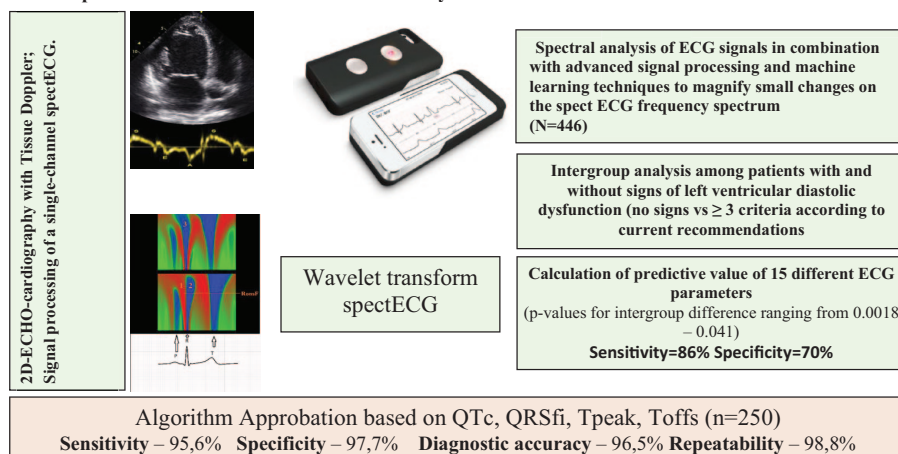 2D-ECHO-cardiography with Tissue Doppler;
Signal processing of a single-channel spectECG.
Spectral analysis of ECG signals in combination
with advanced signal processing and machine
learning techniques to magnify small changes on
the spect ECG frequency spectrum
(N=446)
Intergroup analysis among patients with and
without signs of left ventricular diastolic
dysfunction (no signs vs ≥ 3 criteria according to
current recommendations
Wavelet transform
spectECG
Calculation of predictive value of 15 different ECG
parameters
(p-values for intergroup difference ranging from 0.0018
– 0.041)
Sensitivity=86% Specificity=70%
P
R
T
Algorithm Approbation based on QTc, QRSfi, Tpeak, Toffs (n=250)
Sensitivity – 95,6% Specificity – 97,7% Diagnostic accuracy – 96,5% Repeatability – 98,8%